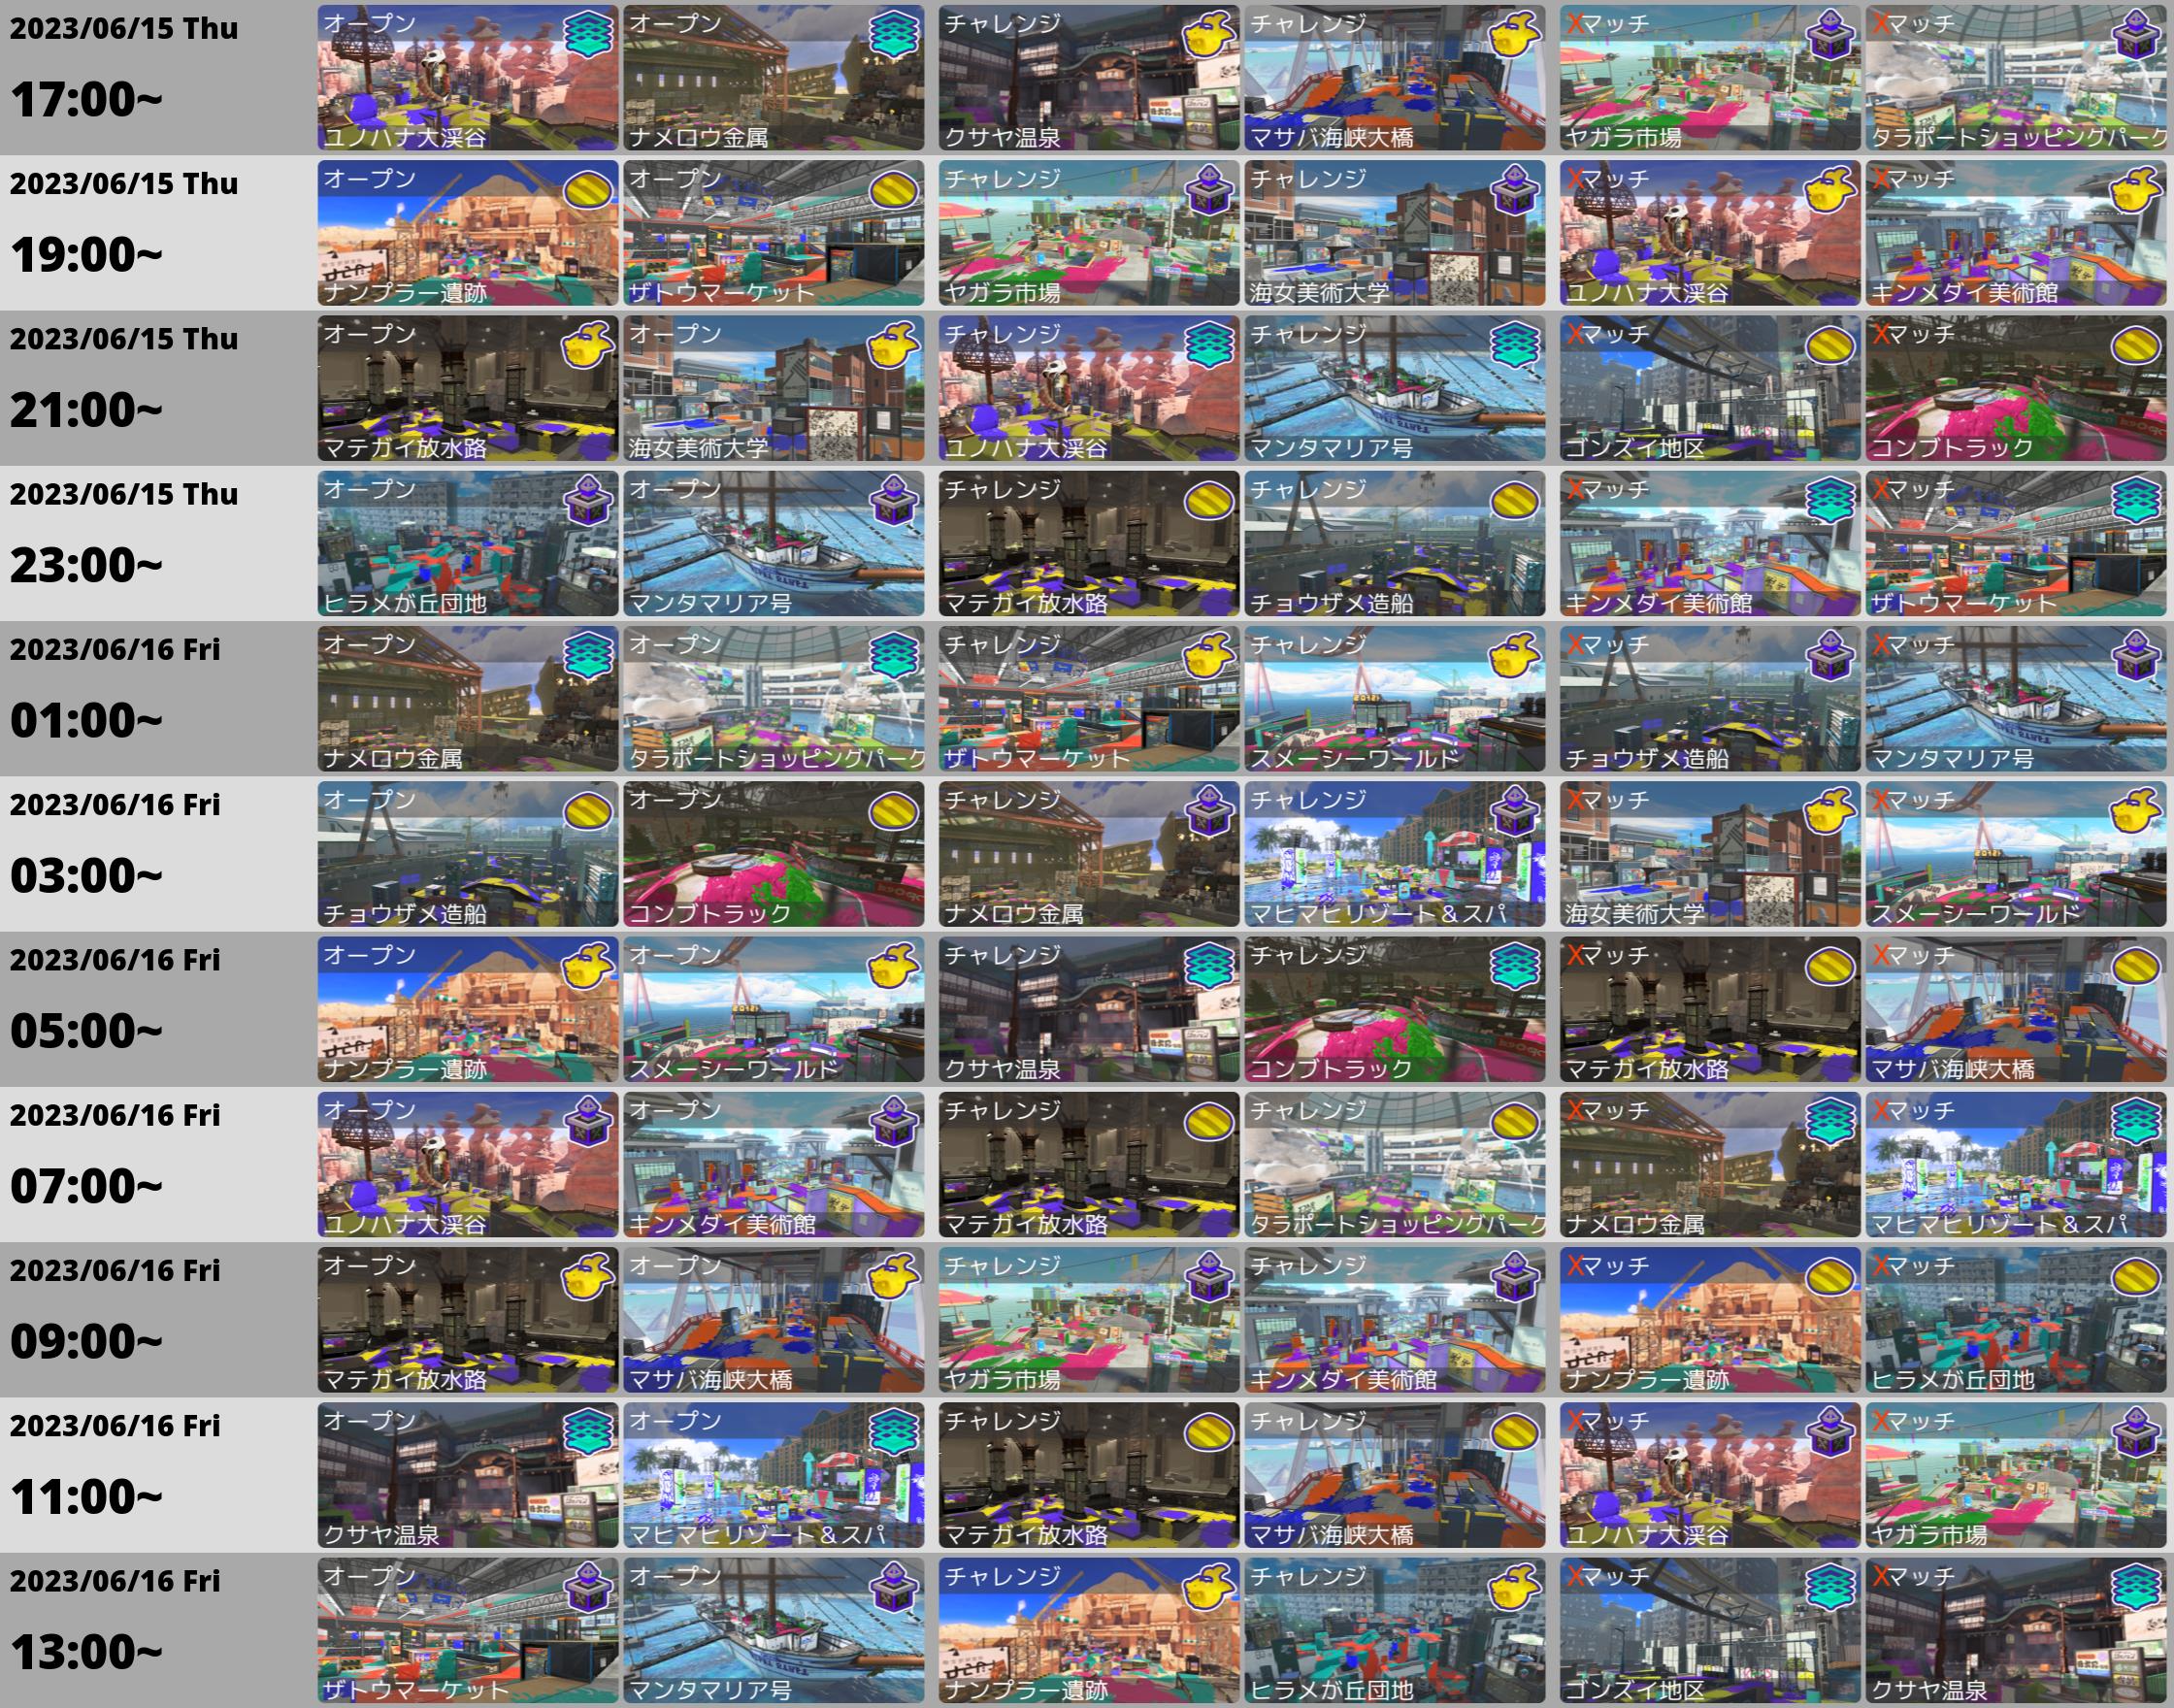 2023/06/15 Thu
17:00~
オープン オープン チャレンジ チャレンジ Xマッチ Xマッチ
ユノハナ大渓谷 ナメロウ金属 クサヤ温泉 マサバ海峡大橋 ヤガラ市場 タラポートショッピングパーク
2023/06/15 Thu
19:00~
オープン オープン チャレンジ チャレンジ Xマッチ Xマッチ
ナンプラー遺跡 ザトウマーケット ヤガラ市場 海女美術大学 ユノハナ大渓谷 キンメダイ美術館
2023/06/15 Thu
21:00~
オープン オープン チャレンジ チャレンジ Xマッチ Xマッチ
マテガイ放水路 海女美術大学 ユノハナ大渓谷 マンタマリア号 ゴンズイ地区 コンブトラック
2023/06/15 Thu
23:00~
オープン オープン チャレンジ チャレンジ Xマッチ Xマッチ
ヒラメが丘団地 マンタマリア号 マテガイ放水路 チョウザメ造船 キンメダイ美術館 ザトウマーケット
2023/06/16 Fri
01:00~
オープン オープン チャレンジ チャレンジ Xマッチ Xマッチ
ナメロウ金属 タラポートショッピングパーク ザトウマーケット スメーシーワールド チョウザメ造船 マンタマリア号
2023/06/16 Fri
03:00~
オープン オープン チャレンジ チャレンジ Xマッチ Xマッチ
チョウザメ造船 コンブトラック ナメロウ金属 マヒマヒリゾート&スパ 海女美術大学 スメーシーワールド
2023/06/16 Fri
05:00~
オープン オープン チャレンジ チャレンジ Xマッチ Xマッチ
ナンプラー遺跡 スメーシーワールド クサヤ温泉 コンブトラック マテガイ放水路 マサバ海峡大橋
2023/06/16 Fri
07:00~
オープン オープン チャレンジ チャレンジ Xマッチ Xマッチ
ユノハナ大渓谷 キンメダイ美術館 マテガイ放水路 タラポートショッピングパーク ナメロウ金属 マヒマヒリゾート&スパ
2023/06/16 Fri
09:00~
オープン オープン チャレンジ チャレンジ Xマッチ Xマッチ
マテガイ放水路 マサバ海峡大橋 ヤガラ市場 キンメダイ美術館 ナンプラー遺跡 ヒラメが丘団地
2023/06/16 Fri
11:00~
オープン オープン チャレンジ チャレンジ Xマッチ Xマッチ
クサヤ温泉 マヒマヒリゾート&スパ マテガイ放水路 マサバ海峡大橋 ユノハナ大渓谷 ヤガラ市場
2023/06/16 Fri
13:00~
オープン オープン チャレンジ チャレンジ Xマッチ Xマッチ
ザトウマーケット マンタマリア号 ナンプラー遺跡 ヒラメが丘団地 ゴンズイ地区 クサヤ温泉